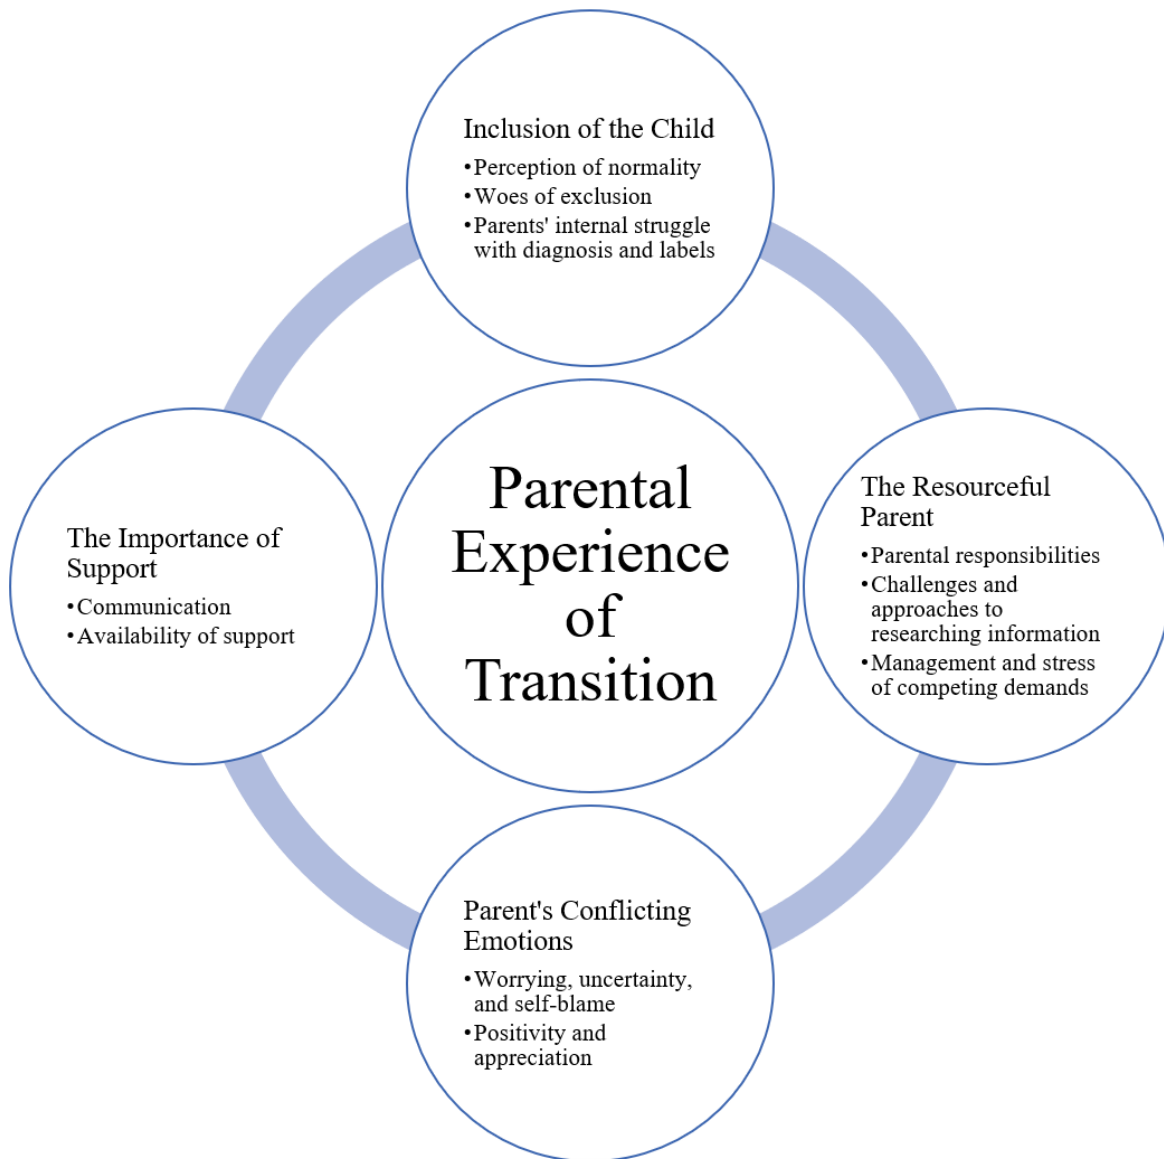 Inclusion of the Child
•Perception of normality
•Woes of exclusion
•Parents' internal struggle
with diagnosis and labels
The Importance of
Support
•Communication
•Availability of support
Parental
Experience
of
Transition
The Resourceful
Parent
•Parental responsibilities
•Challenges and
approaches to
researching information
•Management and stress
of competing demands
Parent's Conflicting
Emotions
•Worrying, uncertainty,
and self-blame
•Positivity and
appreciation